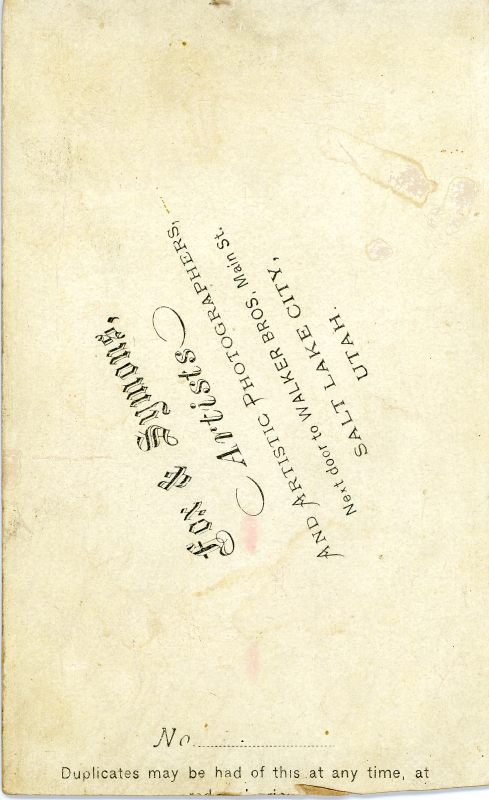 Fox & Symons,
Artists
AND ARTISTIC PHOTOGRAPHERS,
Next door to WALKER BROS, Main St.
SALT LAKE CITY,
UTAH.
No.
Duplicates may be had of this at any time, at